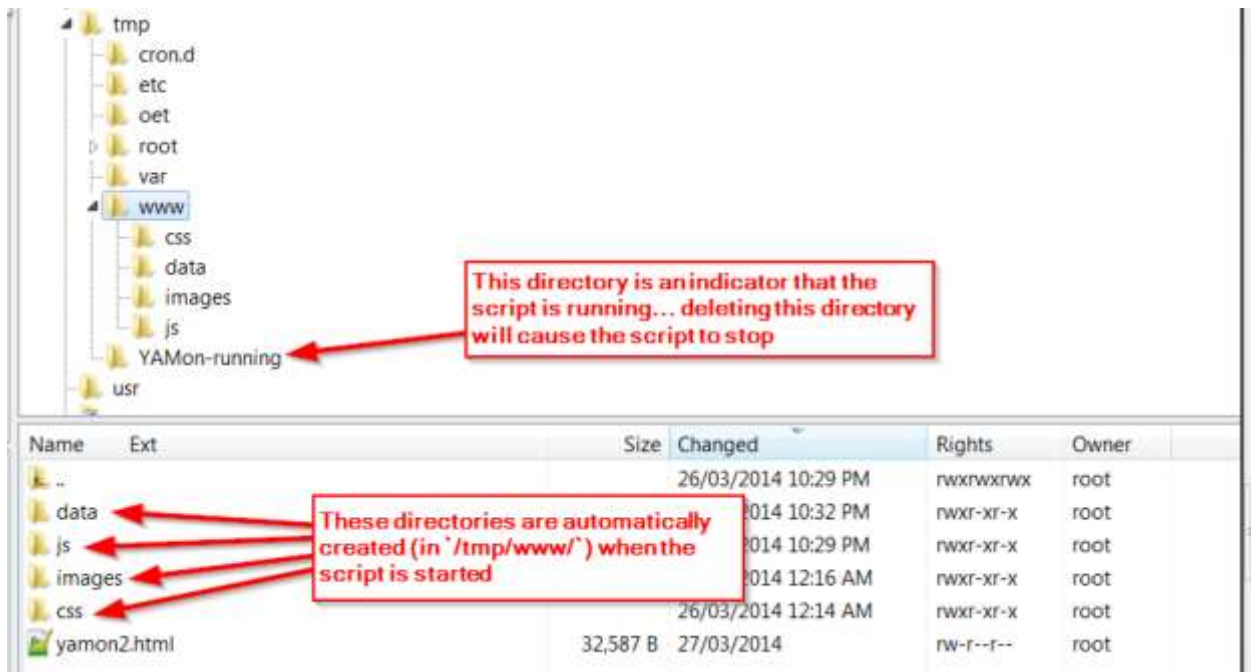 tmp
cron.d
etc
oet
root
var
www
css
data
images
js
YAMon-running
usr
This directory is an indicator that the
script is running... deleting this directory
will cause the script to stop
Name Ext Size Changed Rights Owner
.. 26/03/2014 10:29 PM rwxrwxrwx root
data 2014 10:32 PM rwxr-xr-x root
js 2014 10:29 PM rwxr-xr-x root
images 2014 12:16 AM rwxr-xr-x root
css 26/03/2014 12:14 AM rwxr-xr-x root
yamon2.html 32,587 B 27/03/2014 rw-r--r-- root
These directories are automatically
created (in `/tmp/www/`) when the
script is started